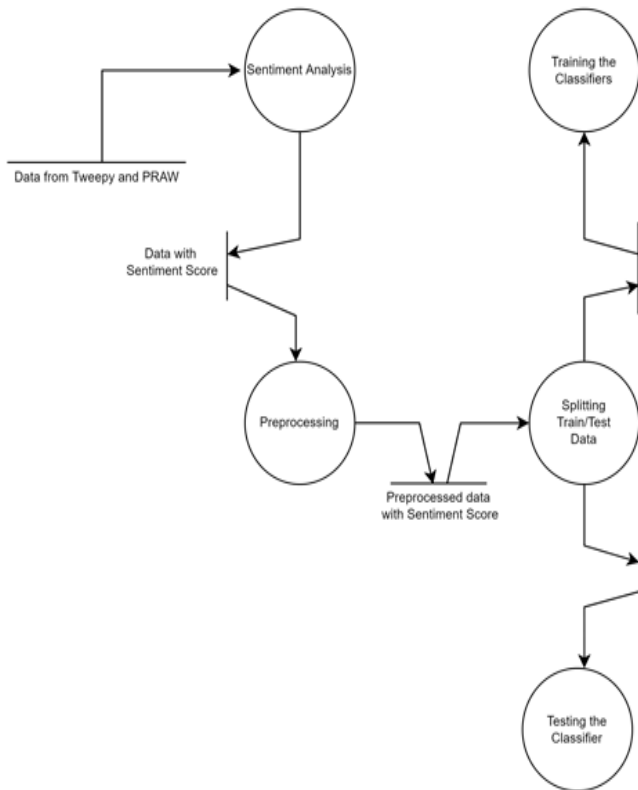 Sentiment Analysis
Training the
Classifiers
Data from Tweepy and PRAW
Data with
Sentiment Score
Preprocessing
Splitting
Train/Test
Data
Preprocessed data
with Sentiment Score
Testing the
Classifier